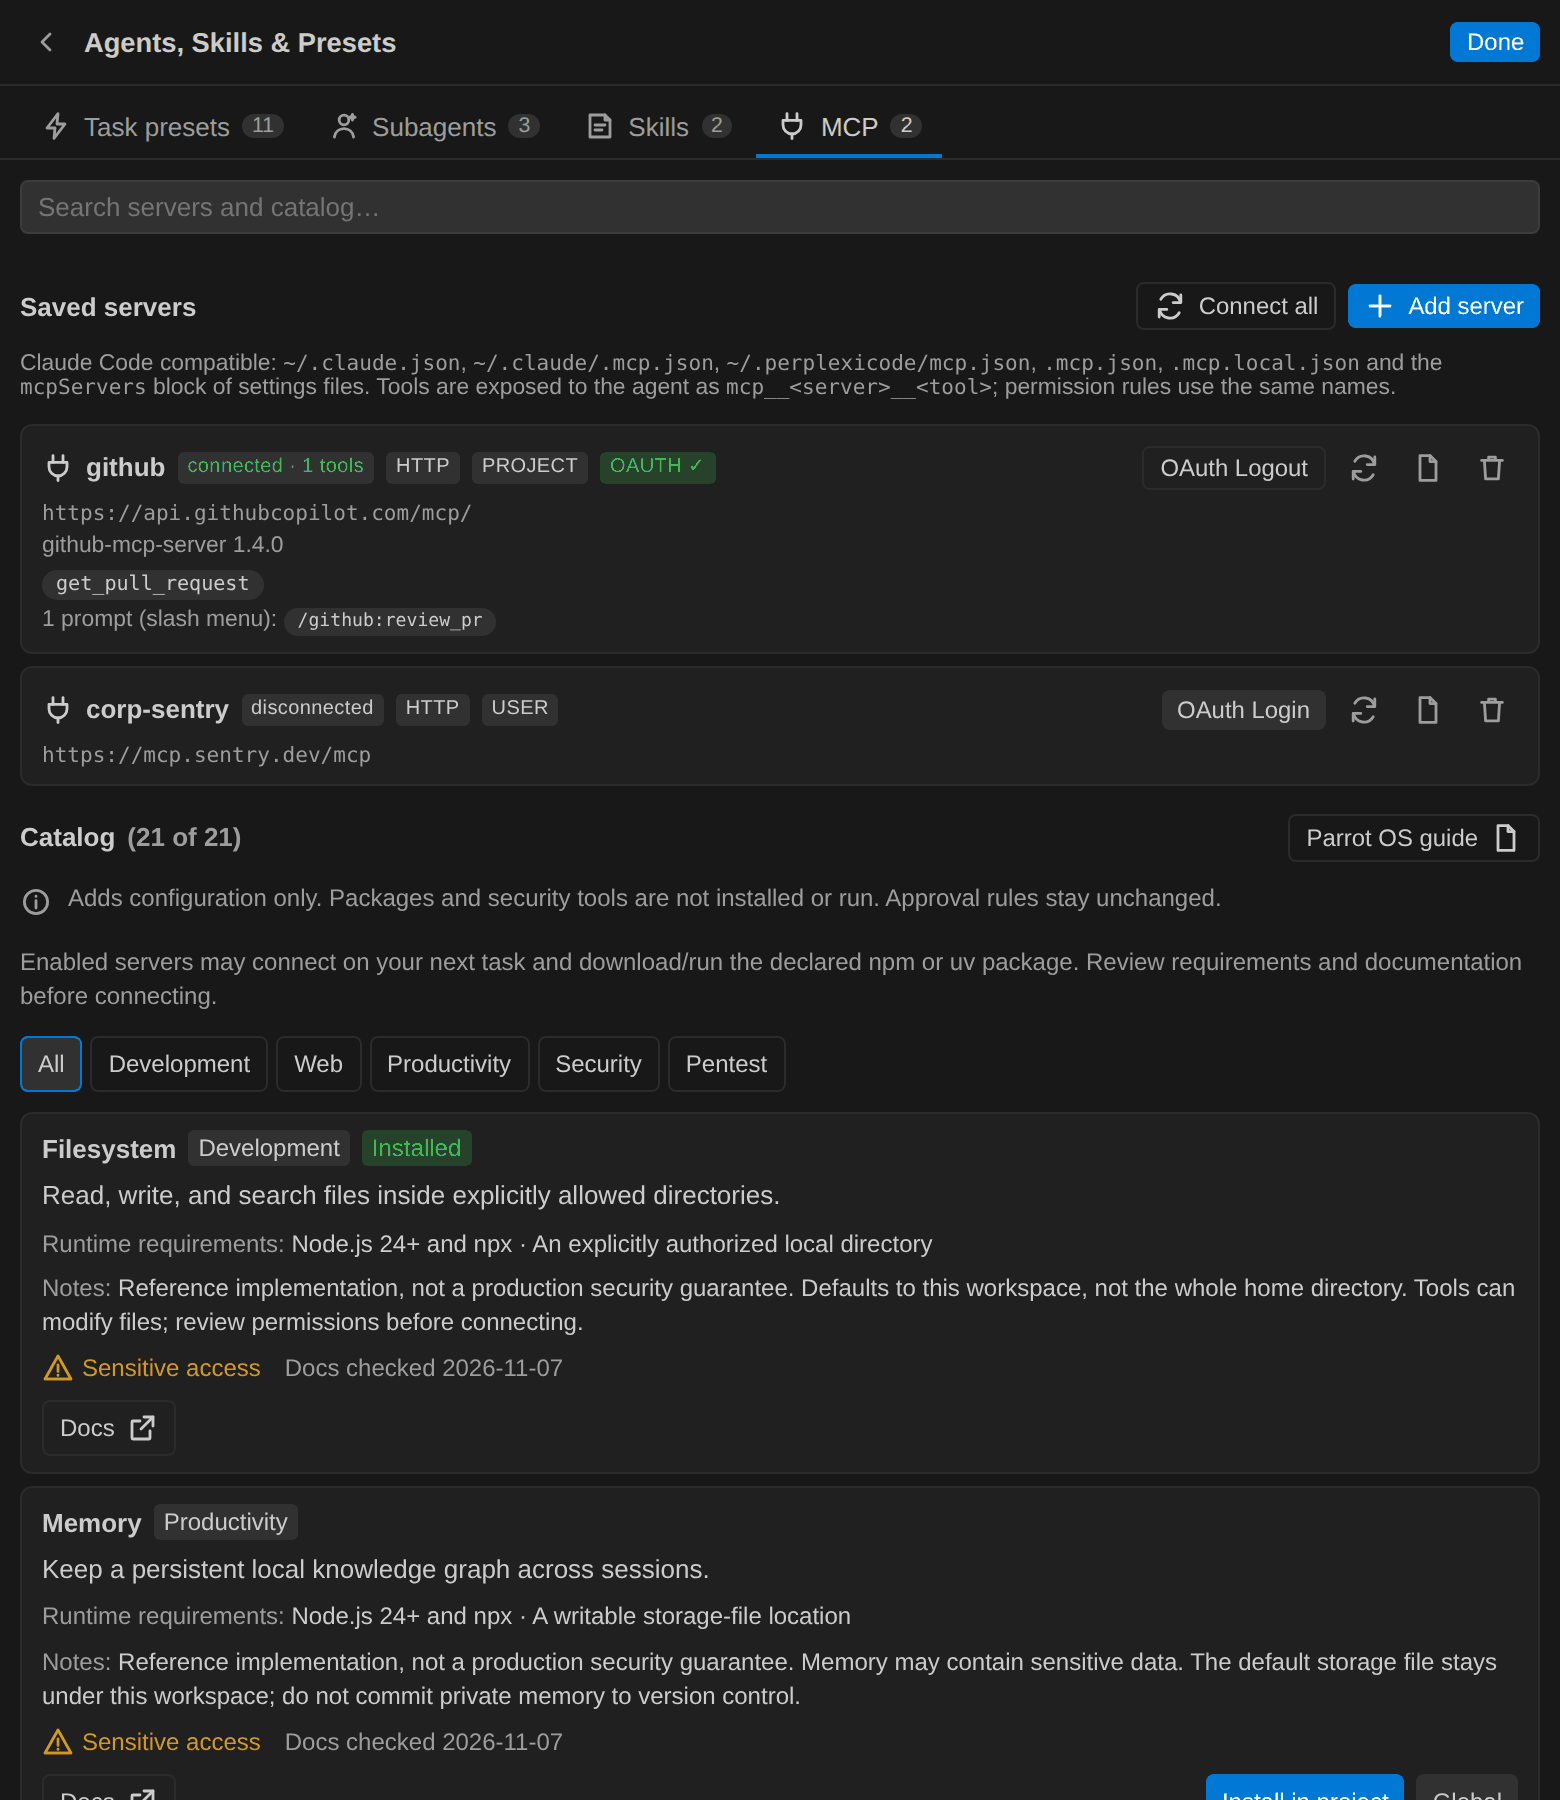 Agents, Skills & Presets
Done
Task presets 11
Subagents 3
Skills 2
MCP 2
Search servers and catalog…
Saved servers
Connect all
Add server
Claude Code compatible: ~/.claude.json, ~/.claude/.mcp.json, ~/.perplexicode/mcp.json, .mcp.json, .mcp.local.json and the
mcpServers block of settings files. Tools are exposed to the agent as mcp__<server>__<tool>; permission rules use the same names.
github connected · 1 tools HTTP PROJECT OAUTH ✓
OAuth Logout
https://api.githubcopilot.com/mcp/
github-mcp-server 1.4.0
get_pull_request
1 prompt (slash menu): /github:review_pr
corp-sentry disconnected HTTP USER
OAuth Login
https://mcp.sentry.dev/mcp
Catalog (21 of 21)
Parrot OS guide
Adds configuration only. Packages and security tools are not installed or run. Approval rules stay unchanged.
Enabled servers may connect on your next task and download/run the declared npm or uv package. Review requirements and documentation
before connecting.
All
Development
Web
Productivity
Security
Pentest
Filesystem Development Installed
Read, write, and search files inside explicitly allowed directories.
Runtime requirements: Node.js 24+ and npx · An explicitly authorized local directory
Notes: Reference implementation, not a production security guarantee. Defaults to this workspace, not the whole home directory. Tools can
modify files; review permissions before connecting.
Sensitive access Docs checked 2026-11-07
Docs
Memory Productivity
Keep a persistent local knowledge graph across sessions.
Runtime requirements: Node.js 24+ and npx · A writable storage-file location
Notes: Reference implementation, not a production security guarantee. Memory may contain sensitive data. The default storage file stays
under this workspace; do not commit private memory to version control.
Sensitive access Docs checked 2026-11-07
Docs
Install in project
Global